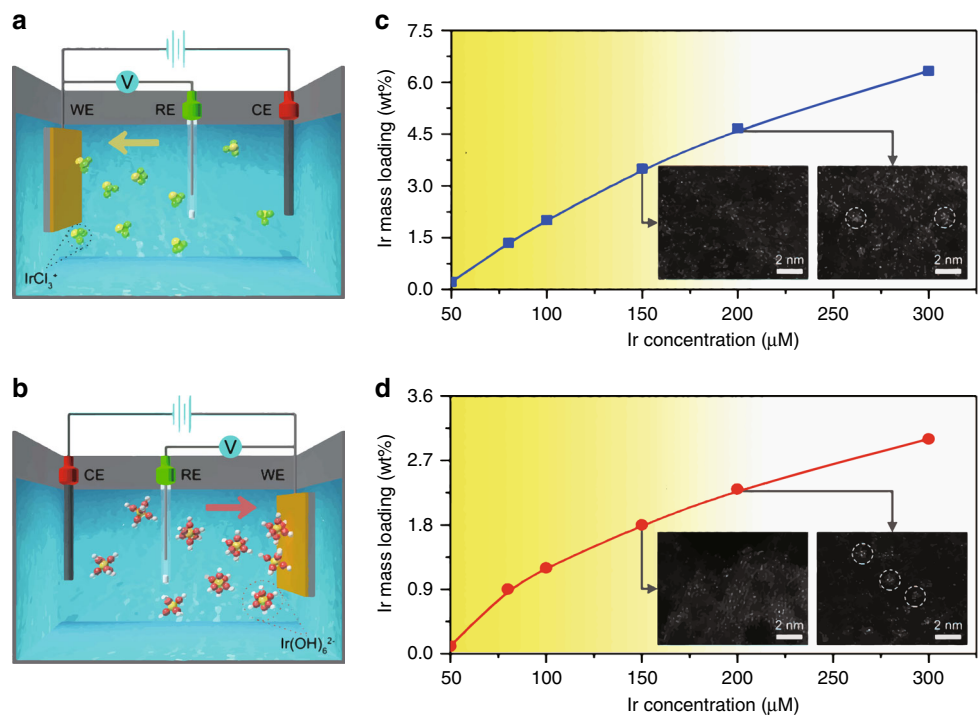 a
WE
V
RE
CE
IrCl₃⁺
b
CE
RE
V
WE
Ir(OH)₆²⁻
c
Ir mass loading (wt%)
7.5
6.0
4.5
3.0
1.5
0.0
2 nm
2 nm
50 100 150 200 250 300
Ir concentration (μM)
d
Ir mass loading (wt%)
3.6
2.7
1.8
0.9
0.0
2 nm
2 nm
50 100 150 200 250 300
Ir concentration (μM)